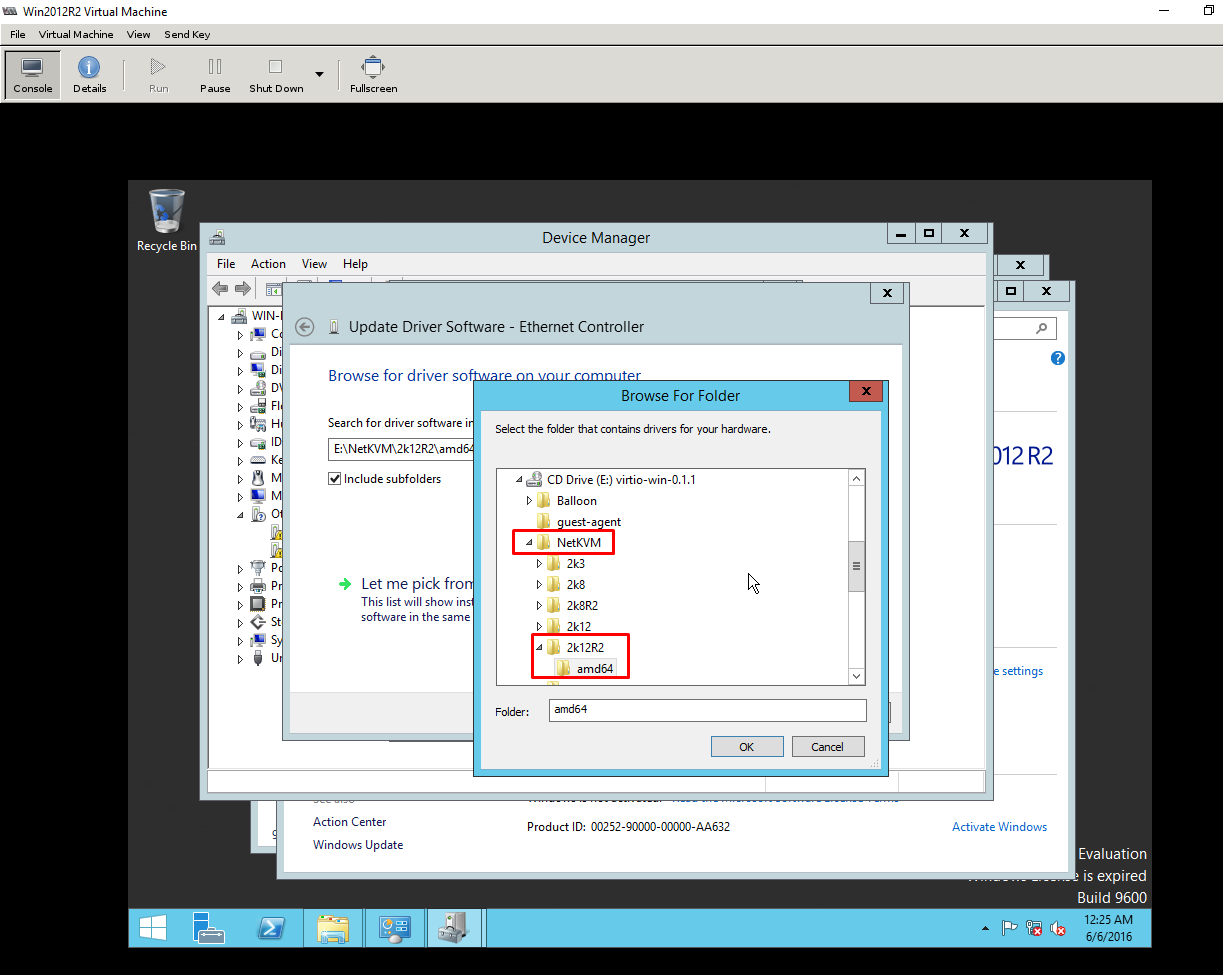 Win2012R2 Virtual Machine
File Virtual Machine View Send Key
Console Details Run Pause Shut Down Fullscreen
Recycle Bin
Device Manager
File Action View Help
Update Driver Software - Ethernet Controller
WIN-
Browse for driver software on your computer
Browse For Folder
Search for driver software in
Select the folder that contains drivers for your hardware.
E:\NetKVM\2k12R2\amd64
012 R2
Include subfolders
CD Drive (E:) virtio-win-0.1.1
Balloon
guest-agent
NetKVM
2k3
2k8
2k8R2
2k12
2k12R2
amd64
Let me pick from
This list will show inst
software in the same
e settings
Folder: amd64
OK Cancel
See also
Action Center
Product ID: 00252-90000-00000-AA632
Activate Windows
Windows Update
Evaluation
is expired
Build 9600
12:25 AM
6/6/2016